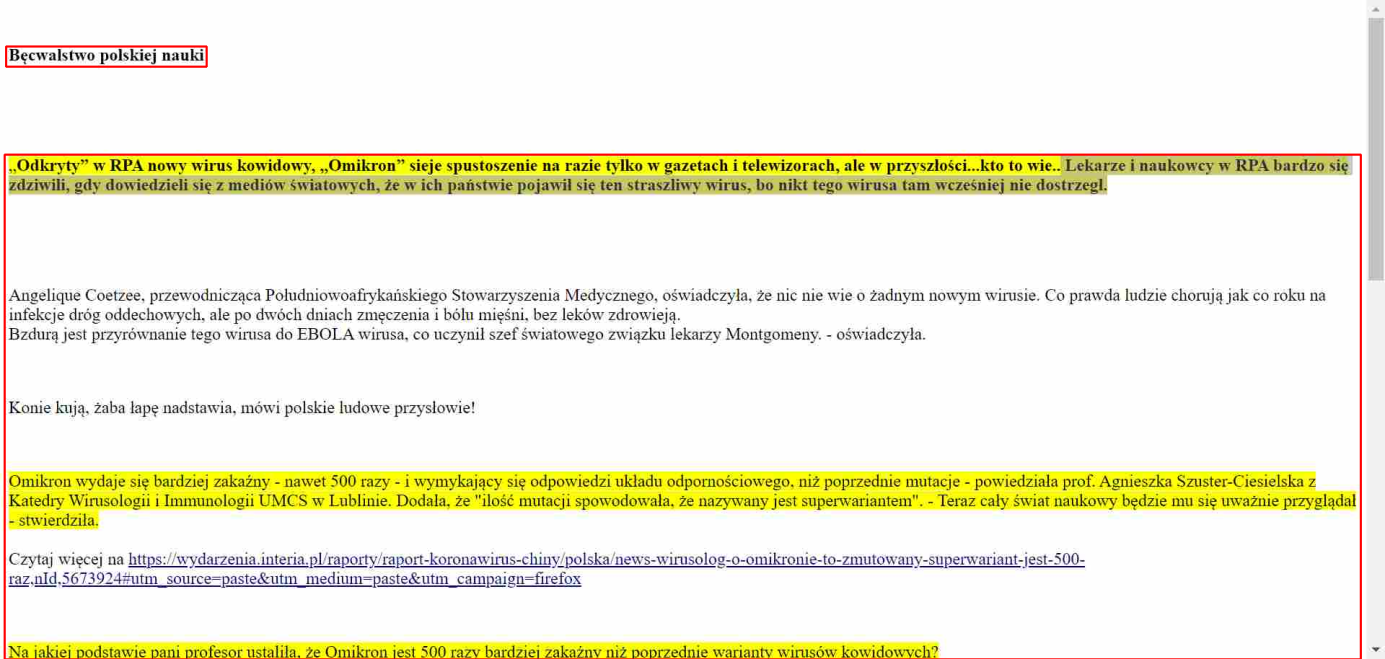 Bęcwalstwo polskiej nauki
„Odkryty” w RPA nowy wirus kowidowy, „Omikron” sieje spustoszenie na razie tylko w gazetach i telewizorach, ale w przyszłości...kto to wie.. Lekarze i naukowcy w RPA bardzo się
zdziwili, gdy dowiedzieli się z mediów światowych, że w ich państwie pojawił się ten straszliwy wirus, bo nikt tego wirusa tam wcześniej nie dostrzegł.
Angelique Coetzee, przewodnicząca Południowoafrykańskiego Stowarzyszenia Medycznego, oświadczyła, że nic nie wie o żadnym nowym wirusie. Co prawda ludzie chorują jak co roku na
infekcje dróg oddechowych, ale po dwóch dniach zmęczenia i bólu mięśni, bez leków zdrowieją.
Bzdurą jest przyrównanie tego wirusa do EBOLA wirusa, co uczynił szef światowego związku lekarzy Montgomeny. - oświadczyła.
Konie kują, żaba łapę nadstawia, mówi polskie ludowe przysłowie!
Omikron wydaje się bardziej zakaźny - nawet 500 razy - i wymykający się odpowiedzi układu odpornościowego, niż poprzednie mutacje - powiedziała prof. Agnieszka Szuster-Ciesielska z
Katedry Wirusologii i Immunologii UMCS w Lublinie. Dodała, że "ilość mutacji spowodowała, że nazywany jest superwariantem". - Teraz cały świat naukowy będzie mu się uważnie przyglądał
- stwierdziła.
Czytaj więcej na https://wydarzenia.interia.pl/raporty/raport-koronawirus-chiny/polska/news-wirusolog-o-omikronie-to-zmutowany-superwariant-jest-500-
raz,nId,5673924#utm_source=paste&utm_medium=paste&utm_campaign=firefox
Na jakiej podstawie pani profesor ustaliła, że Omikron jest 500 razy bardziej zakaźny niż poprzednie warianty wirusów kowidowych?